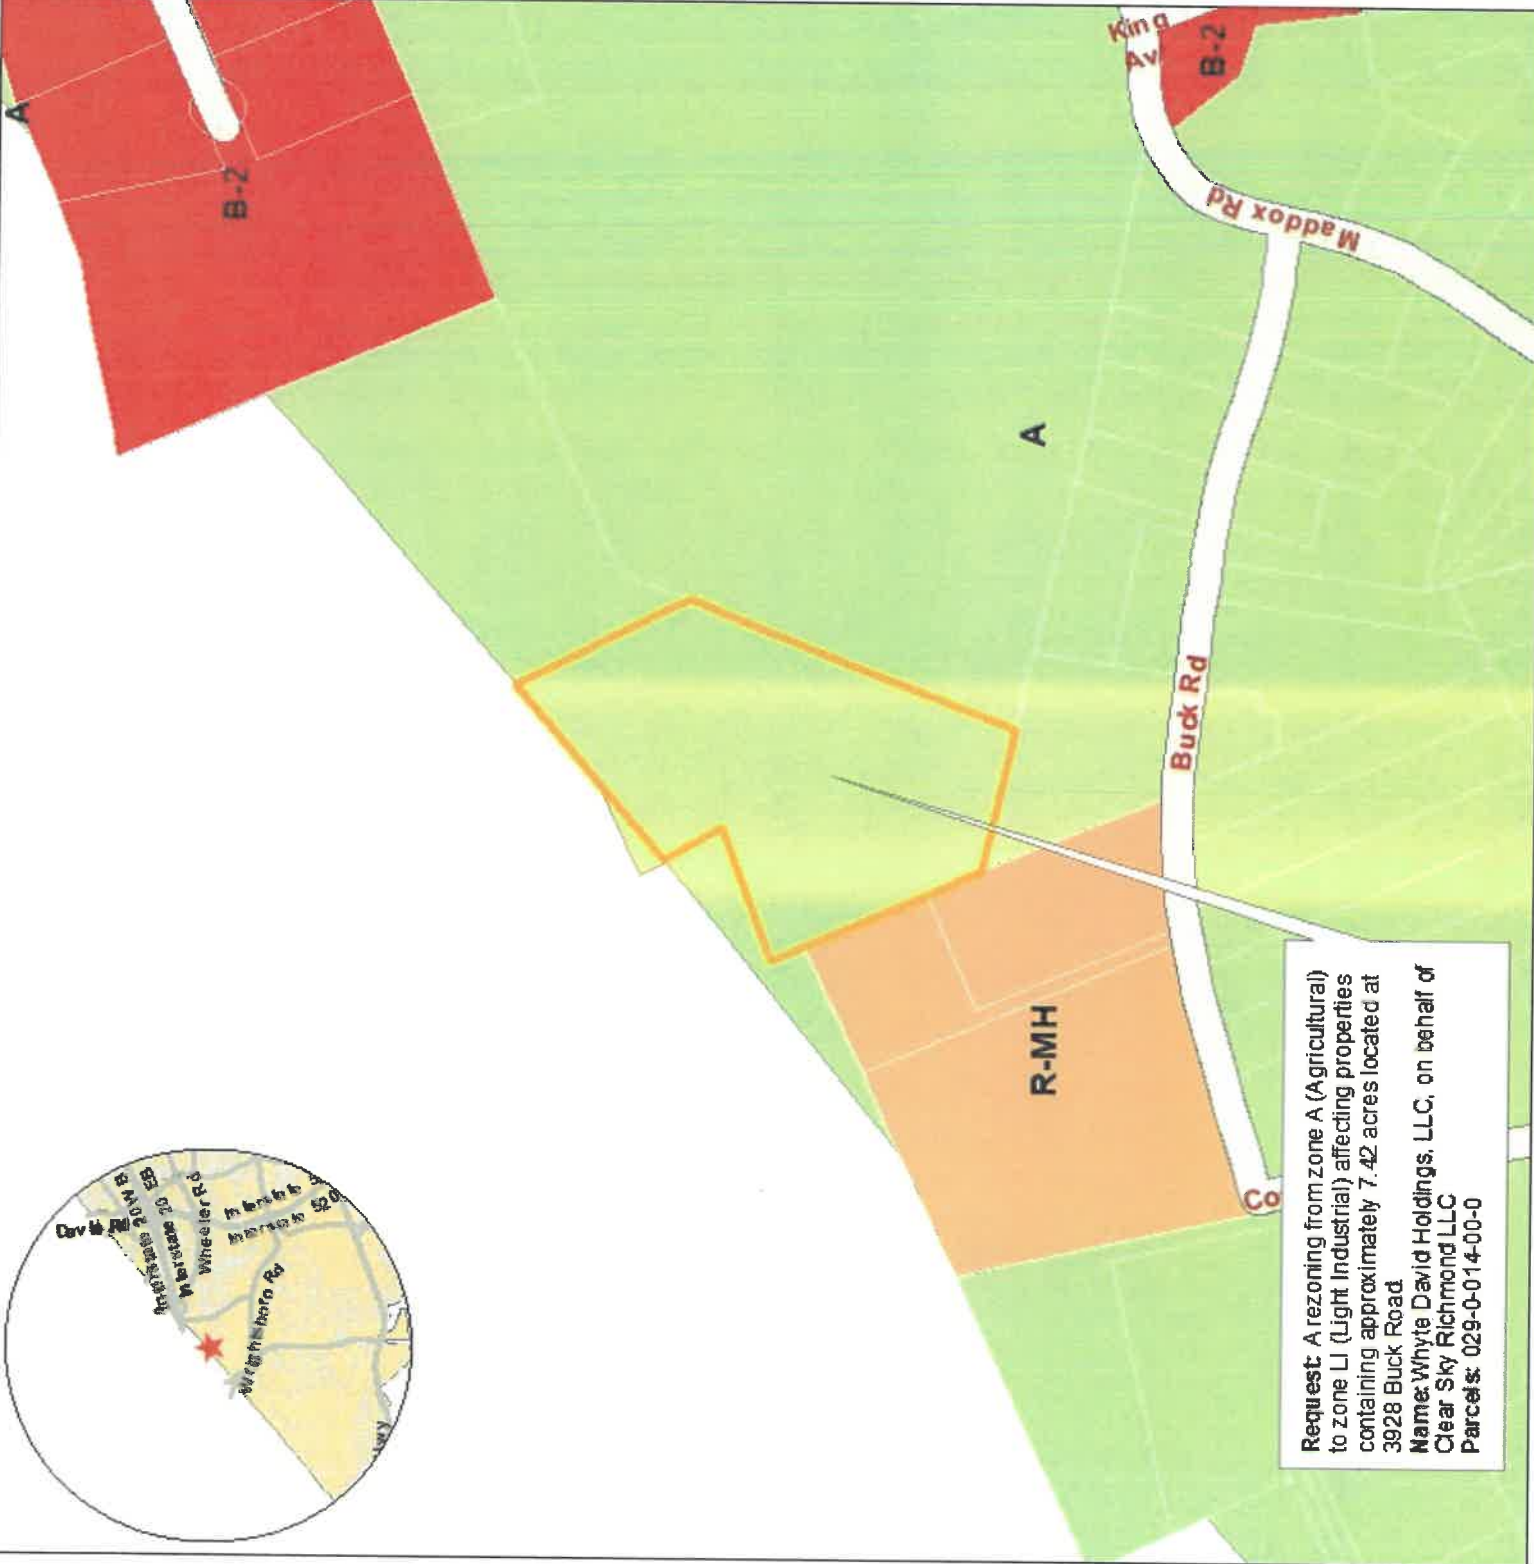 A
B-2
King
Av
B-2
Maddox Rd
A
Buck Rd
R-MH
Co
Interstate 20 WB
Interstate 20 EB
Wheeler Rd
Wrightsboro Rd
Request: A rezoning from zone A (Agricultural)
to zone LI (Light Industrial) affecting properties
containing approximately 7.42 acres located at
3928 Buck Road.
Name: Whyte David Holdings, LLC, on behalf of
Clear Sky Richmond LLC
Parcels: 029-0-014-00-0